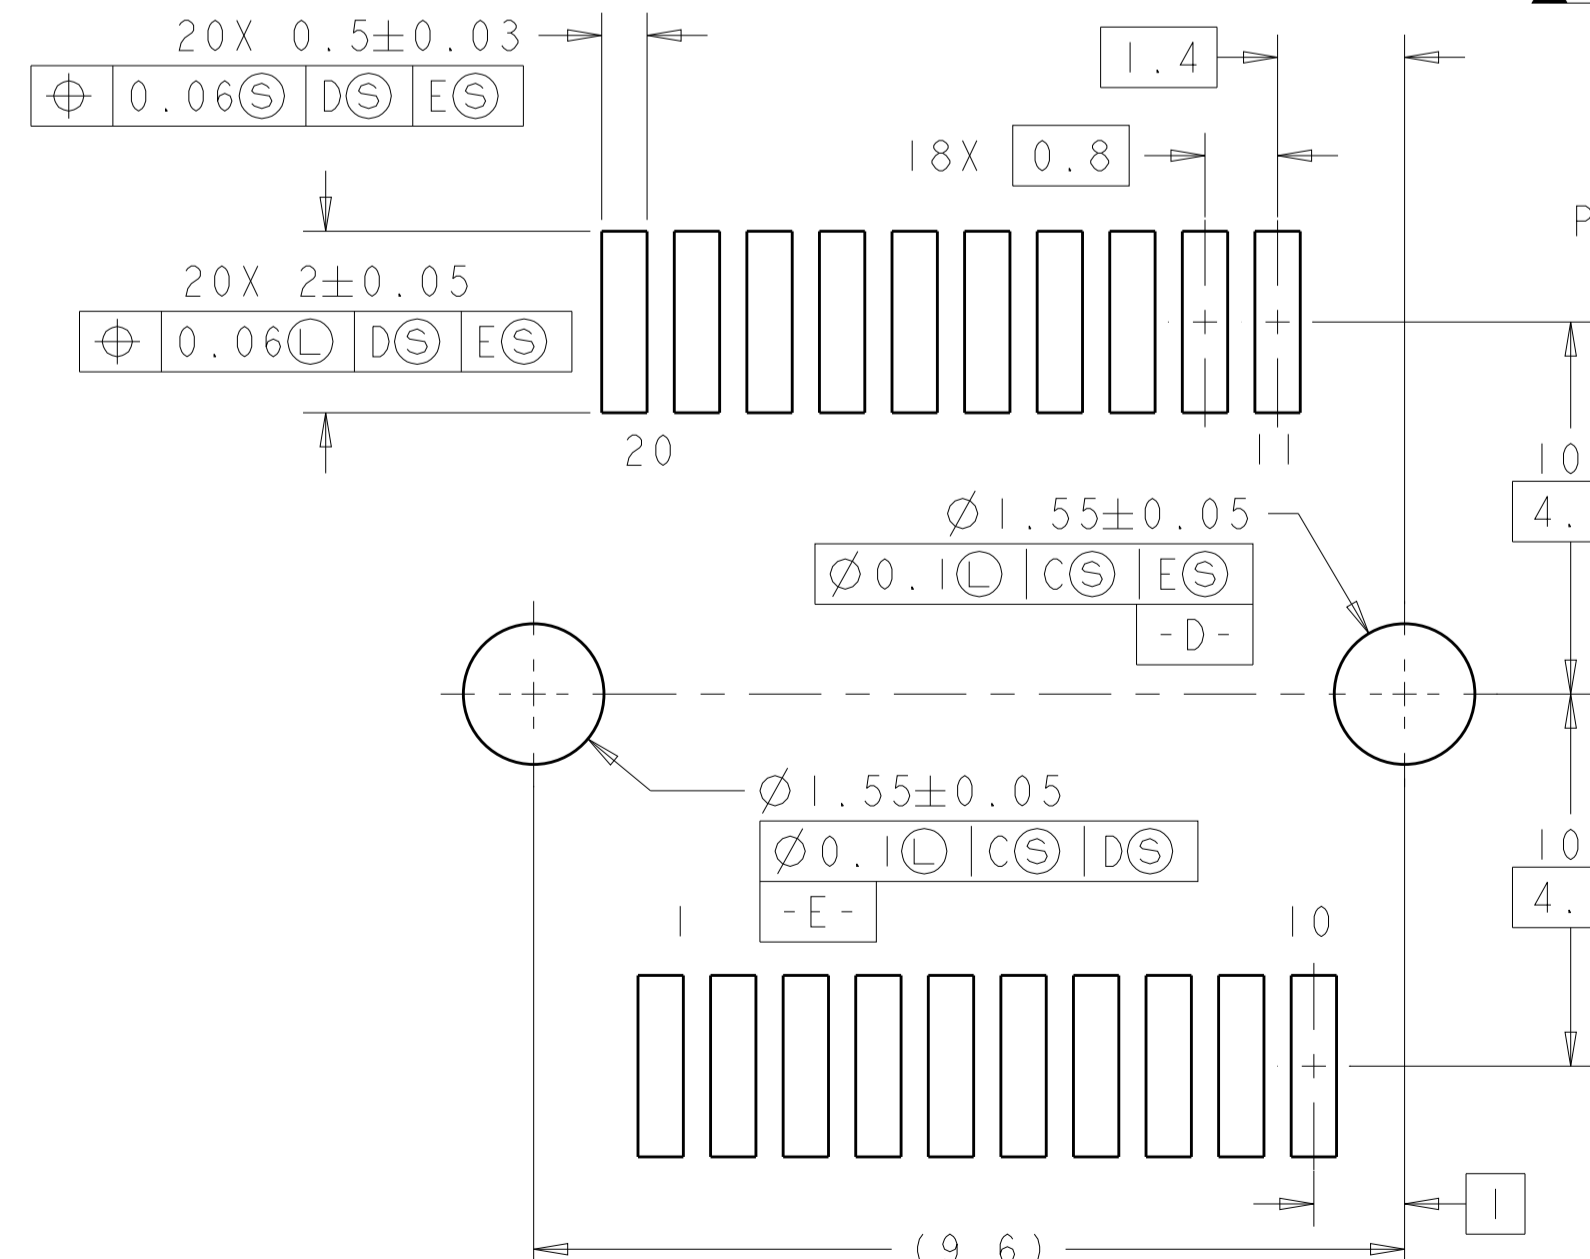 20X 0.5±0.03
⌖ 0.06Ⓢ DⓈ EⓈ
1.4
18X 0.8
P
20X 2±0.05
⌖ 0.06Ⓛ DⓈ EⓈ
20
11
10
4.
Ø1.55±0.05
Ø0.1Ⓛ CⓈ EⓈ
-D-
Ø1.55±0.05
Ø0.1Ⓛ CⓈ DⓈ
-E-
10
4.
1
10
1
(9.6)